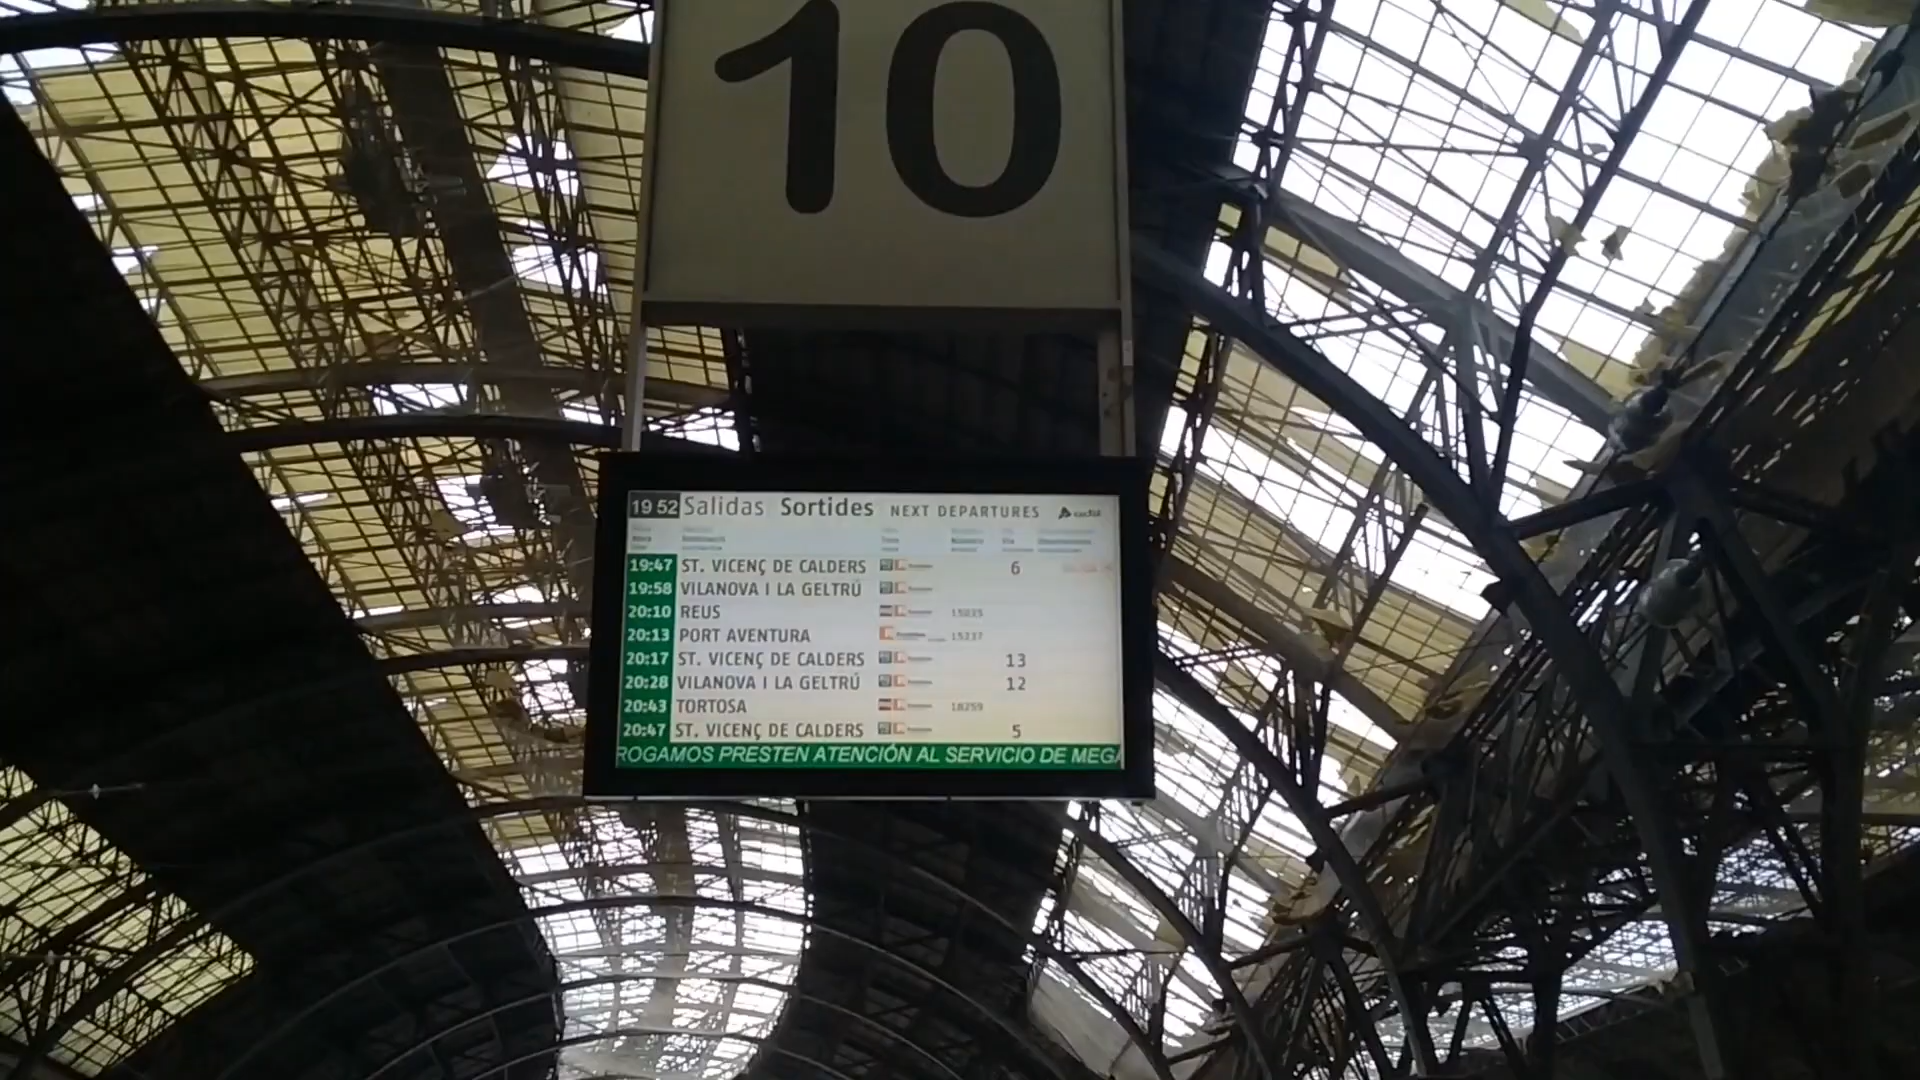 10
19 52 Salidas Sortides NEXT DEPARTURES adif
19:47 ST. VICENÇ DE CALDERS 6
19:58 VILANOVA I LA GELTRÚ
20:10 REUS
20:13 PORT AVENTURA 15237
20:17 ST. VICENÇ DE CALDERS 13
20:28 VILANOVA I LA GELTRÚ 12
20:43 TORTOSA 18259
20:47 ST. VICENÇ DE CALDERS 5
ROGAMOS PRESTEN ATENCIÓN AL SERVICIO DE MEGA